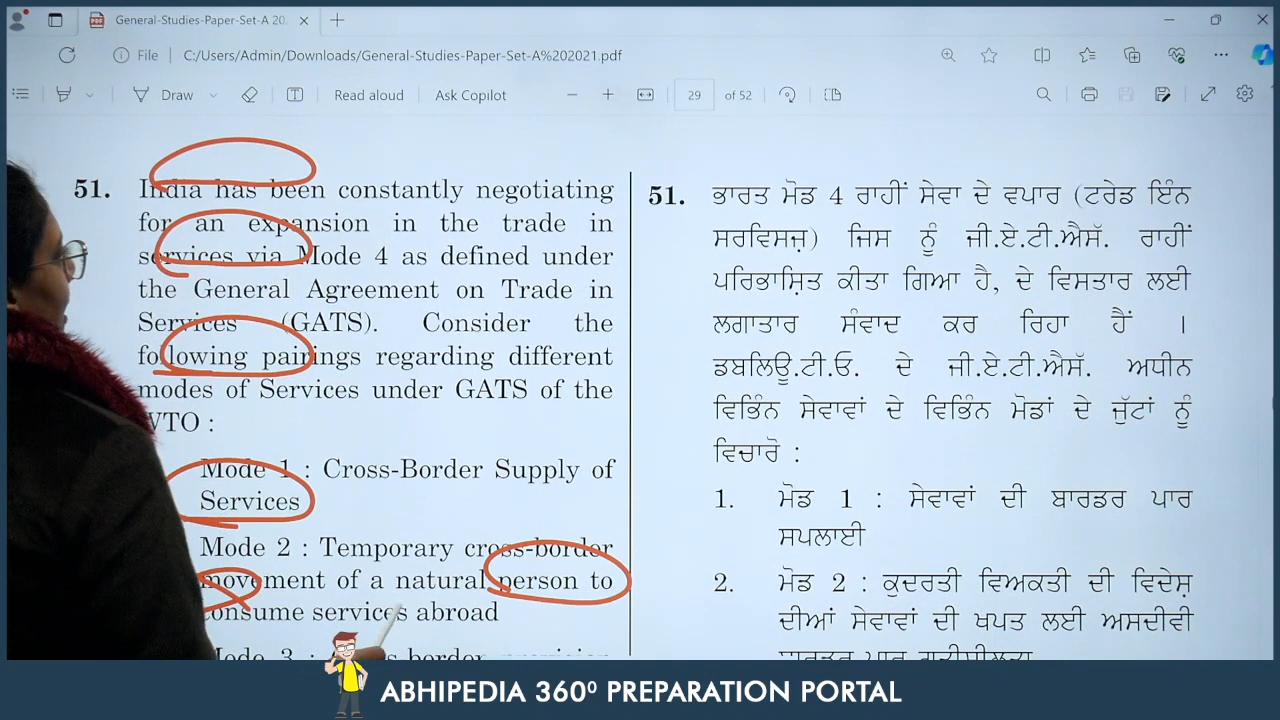 General-Studies-Paper-Set-A 20
File
C:/Users/Admin/Downloads/General-Studies-Paper-Set-A%202021.pdf
Draw
Read aloud
Ask Copilot
29
of 52
51. India has been constantly negotiating
for an expansion in the trade in
services via Mode 4 as defined under
the General Agreement on Trade in
Services (GATS). Consider the
following pairings regarding different
modes of Services under GATS of the
WTO :
Mode 1 : Cross-Border Supply of
Services
Mode 2 : Temporary cross-border
movement of a natural person to
consume services abroad
Mode 3 :
51. ਭਾਰਤ ਮੋਡ 4 ਰਾਹੀਂ ਸੇਵਾ ਦੇ ਵਪਾਰ (ਟਰੇਡ ਇੰਨ
ਸਰਵਿਸਜ਼) ਜਿਸ ਨੂੰ ਜੀ.ਏ.ਟੀ.ਐਸ. ਰਾਹੀਂ
ਪਰਿਭਾਸ਼ਿਤ ਕੀਤਾ ਗਿਆ ਹੈ, ਦੇ ਵਿਸਤਾਰ ਲਈ
ਲਗਾਤਾਰ ਸੰਵਾਦ ਕਰ ਰਿਹਾ ਹੈਂ ।
ਡਬਲਿਊ.ਟੀ.ਓ. ਦੇ ਜੀ.ਏ.ਟੀ.ਐਸ. ਅਧੀਨ
ਵਿਭਿੰਨ ਸੇਵਾਵਾਂ ਦੇ ਵਿਭਿੰਨ ਮੋਡਾਂ ਦੇ ਜੁੱਟਾਂ ਨੂੰ
ਵਿਚਾਰੋ :
1. ਮੋਡ 1 : ਸੇਵਾਵਾਂ ਦੀ ਬਾਰਡਰ ਪਾਰ
ਸਪਲਾਈ
2. ਮੋਡ 2 : ਕੁਦਰਤੀ ਵਿਅਕਤੀ ਦੀ ਵਿਦੇਸ਼
ਦੀਆਂ ਸੇਵਾਵਾਂ ਦੀ ਖਪਤ ਲਈ ਅਸਦੀਵੀ
ABHIPEDIA 360⁰ PREPARATION PORTAL